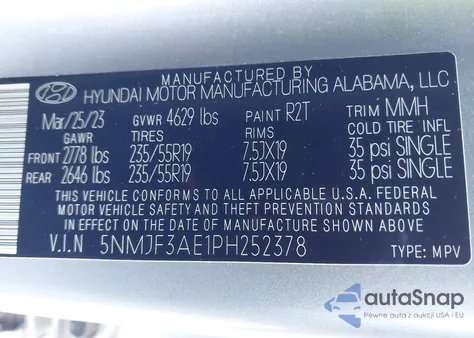 MANUFACTURED BY
HYUNDAI MOTOR MANUFACTURING ALABAMA, LLC
Mar/25/23 GVWR 4629 lbs PAINT R2T TRIM MMH
GAWR TIRES RIMS COLD TIRE PRESSURE
FRONT 2778 lbs 235/55R19 7.5JX19 35 psi SINGLE
REAR 2646 lbs 235/55R19 7.5JX19 35 psi SINGLE
THIS VEHICLE CONFORMS TO ALL APPLICABLE U.S.A. FEDERAL
MOTOR VEHICLE SAFETY, BUMPER, AND THEFT PREVENTION STANDARDS
IN EFFECT ON THE DATE OF MANUFACTURE SHOWN ABOVE.
V.I.N 5NMJF3AE1PH252378 TYPE: MPV
autoSnap
Pewne auta z aukcji USA i EU